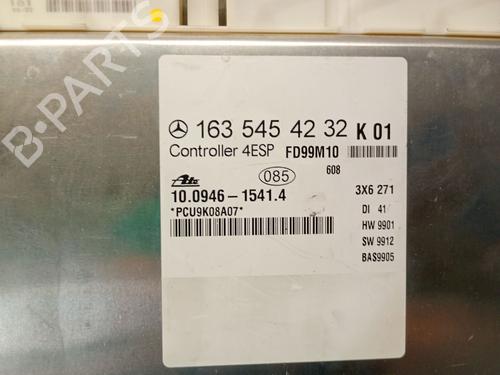 B-PARTS
163 545 42 32 K 01
Controller 4ESP FD99M10
608
Ate 085
10.0946-1541.4 3X6 271
*PCU9K08A07* DI 41
HW 9901
SW 9912
BAS9905